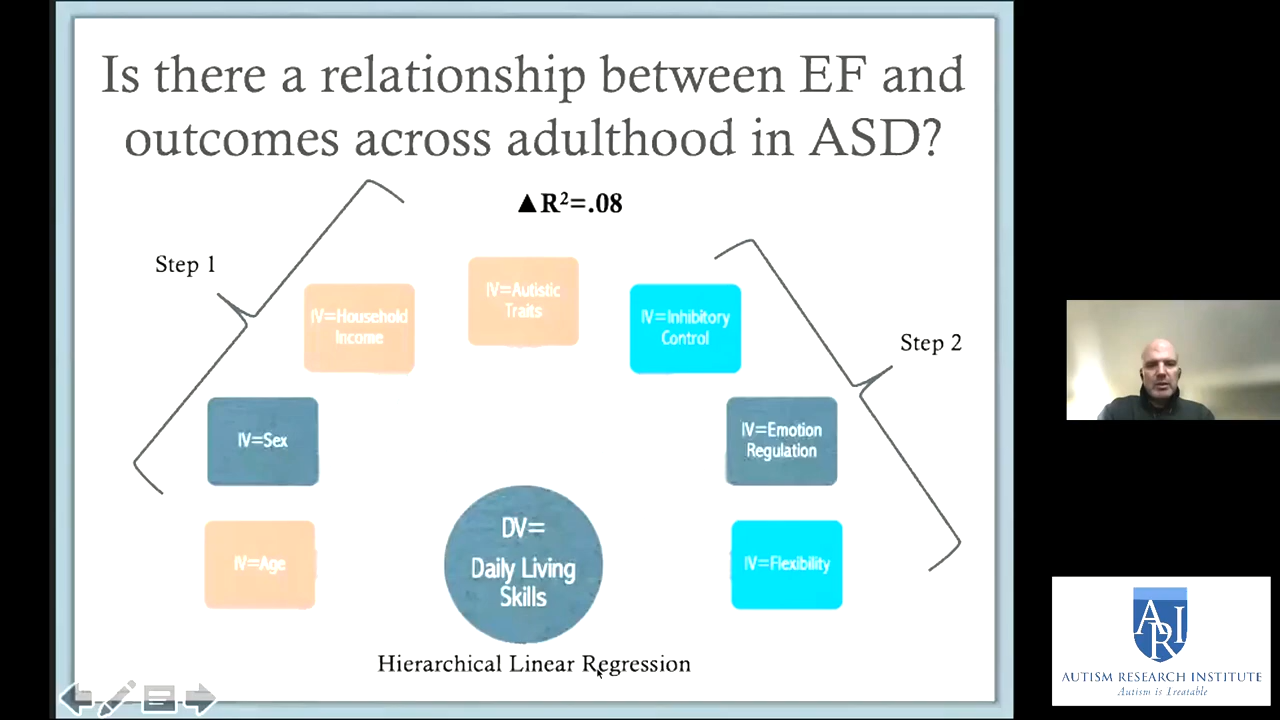 Is there a relationship between EF and
outcomes across adulthood in ASD?
▲R²=.08
Step 1
IV=Household
Income
IV=Autistic
Traits
IV=Inhibitory
Control
Step 2
IV=Sex
IV=Emotion
Regulation
IV=Age
DV=
Daily Living
Skills
IV=Flexibility
Hierarchical Linear Regression
ARI
AUTISM RESEARCH INSTITUTE
Autism is Treatable